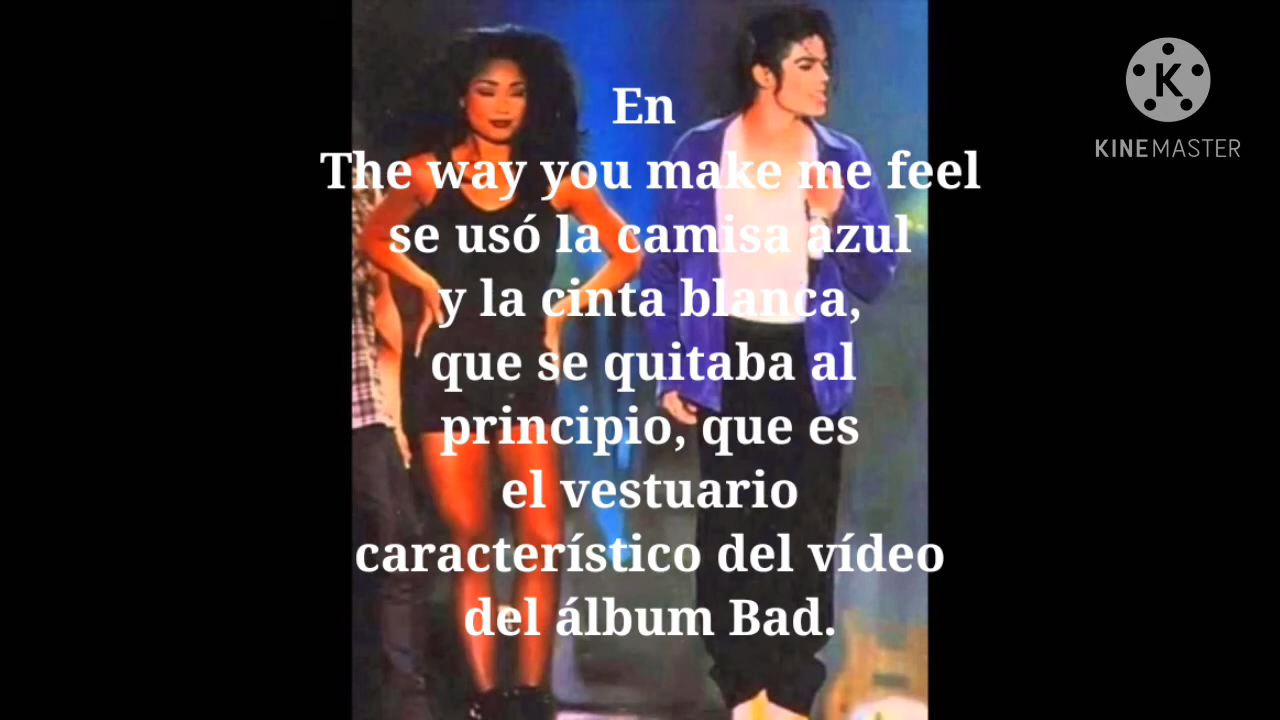 En
The way you make me feel
se usó la camisa azul
y la cinta blanca,
que se quitaba al
principio, que es
el vestuario
característico del vídeo
del álbum Bad.
K
KINEMASTER